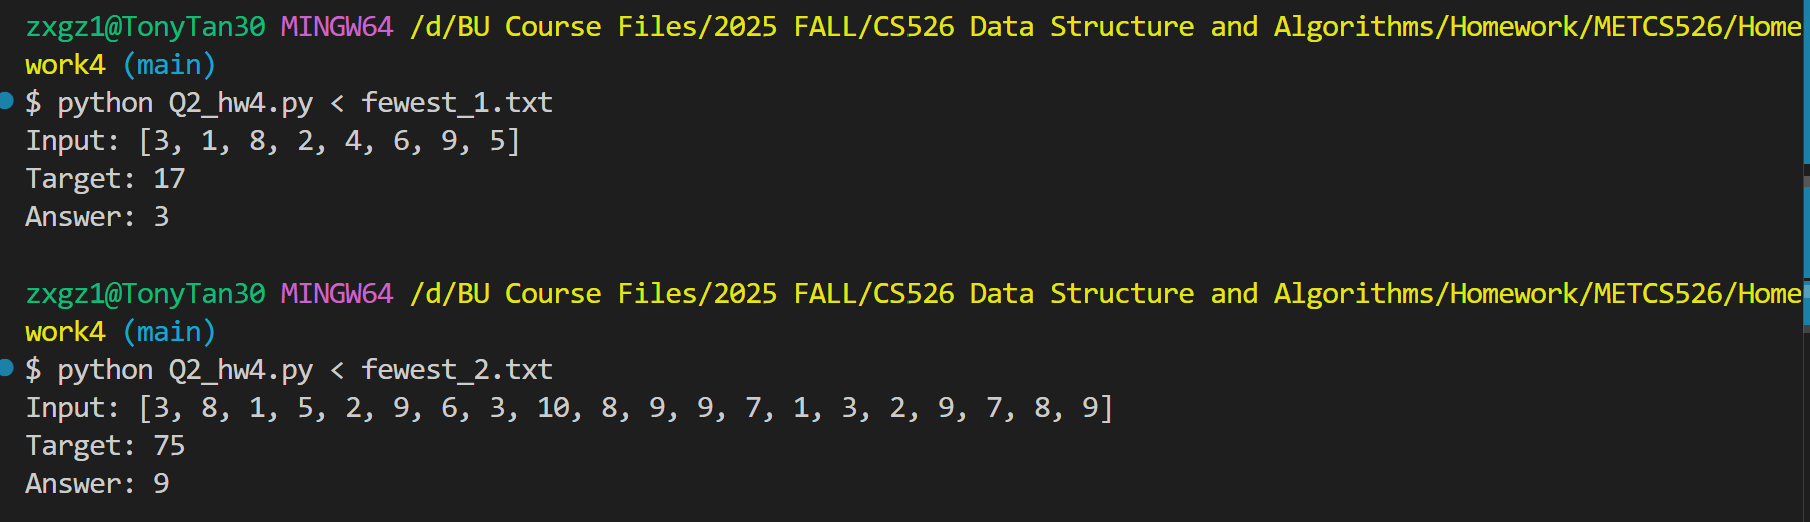 zxgz1@TonyTan30 MINGW64 /d/BU Course Files/2025 FALL/CS526 Data Structure and Algorithms/Homework/METCS526/Home
work4 (main)
$ python Q2_hw4.py < fewest_1.txt
Input: [3, 1, 8, 2, 4, 6, 9, 5]
Target: 17
Answer: 3
zxgz1@TonyTan30 MINGW64 /d/BU Course Files/2025 FALL/CS526 Data Structure and Algorithms/Homework/METCS526/Home
work4 (main)
$ python Q2_hw4.py < fewest_2.txt
Input: [3, 8, 1, 5, 2, 9, 6, 3, 10, 8, 9, 9, 7, 1, 3, 2, 9, 7, 8, 9]
Target: 75
Answer: 9